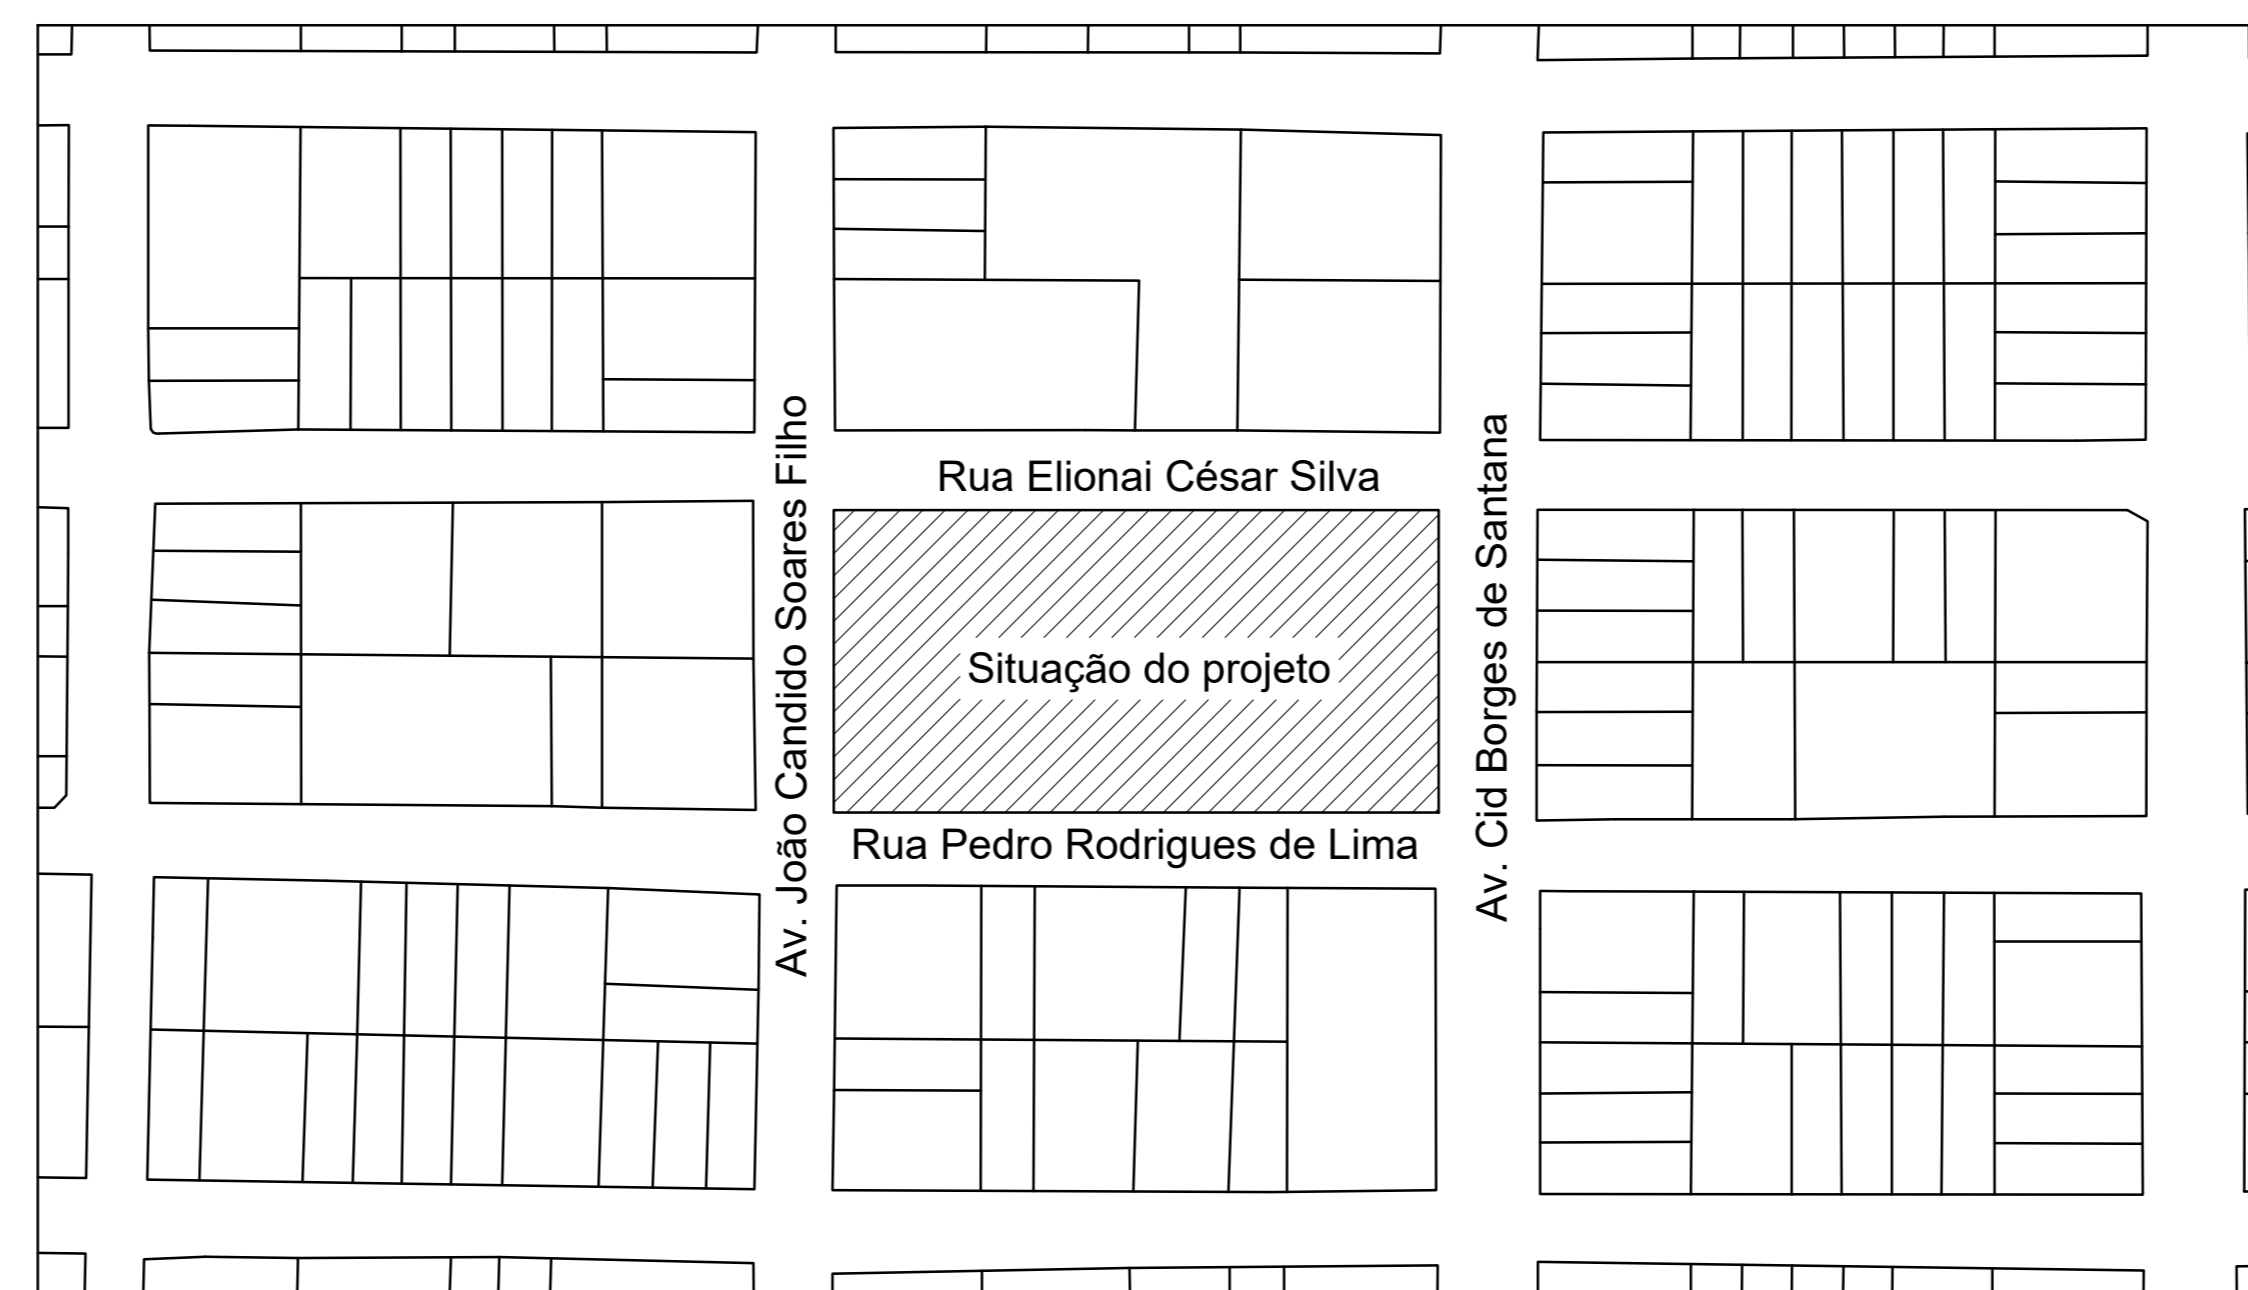 Rua Elionai César Silva
Av. João Candido Soares Filho
Situação do projeto
Av. Cid Borges de Santana
Rua Pedro Rodrigues de Lima